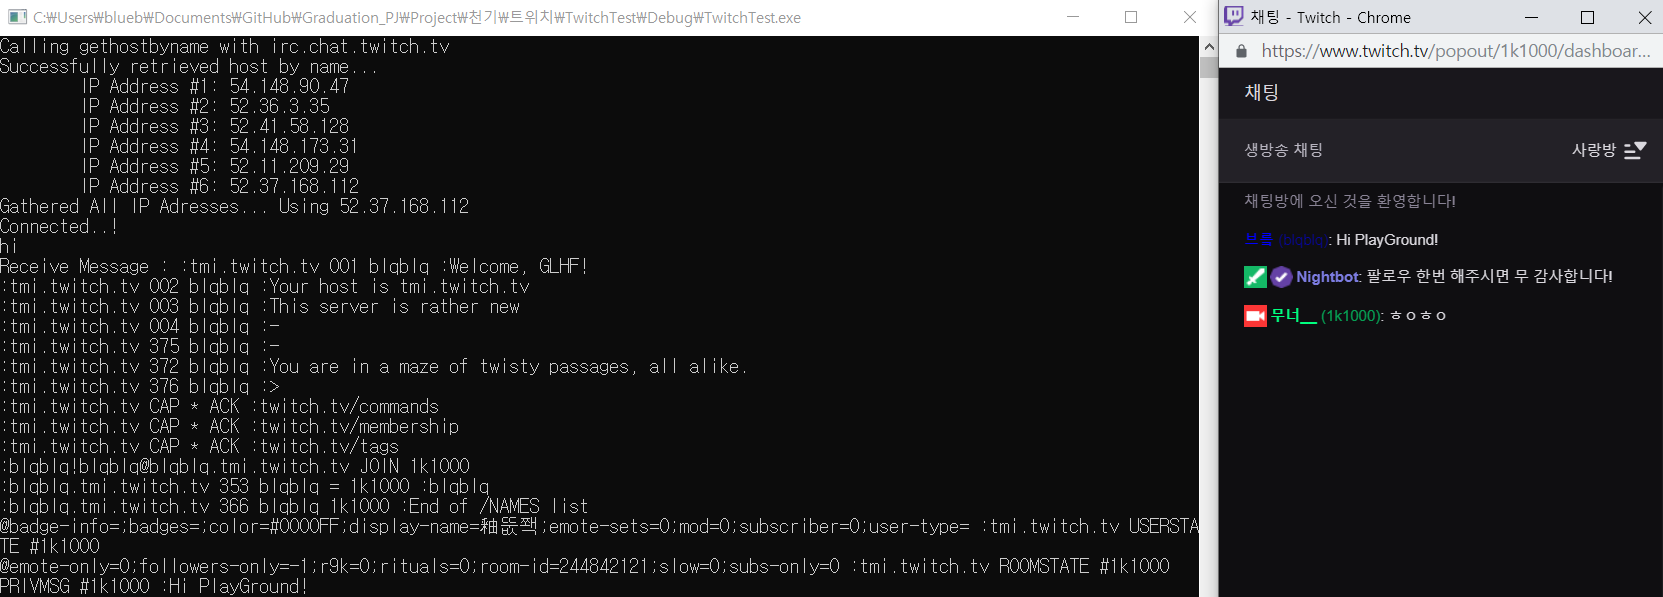 C:₩Users₩blueb₩Documents₩GitHub₩Graduation_PJ₩Project₩천기₩트위치₩TwitchTest₩Debug₩TwitchTest.exe
Calling gethostbyname with irc.chat.twitch.tv
Successfully retrieved host by name...
IP Address #1: 54.148.90.47
IP Address #2: 52.36.3.35
IP Address #3: 52.41.58.128
IP Address #4: 54.148.173.31
IP Address #5: 52.11.209.29
IP Address #6: 52.37.168.112
Gathered All IP Adresses... Using 52.37.168.112
Connected..!
hi
Receive Message : :tmi.twitch.tv 001 blqblq :Welcome, GLHF!
:tmi.twitch.tv 002 blqblq :Your host is tmi.twitch.tv
:tmi.twitch.tv 003 blqblq :This server is rather new
:tmi.twitch.tv 004 blqblq :-
:tmi.twitch.tv 375 blqblq :-
:tmi.twitch.tv 372 blqblq :You are in a maze of twisty passages, all alike.
:tmi.twitch.tv 376 blqblq :>
:tmi.twitch.tv CAP * ACK :twitch.tv/commands
:tmi.twitch.tv CAP * ACK :twitch.tv/membership
:tmi.twitch.tv CAP * ACK :twitch.tv/tags
:blqblq!blqblq@blqblq.tmi.twitch.tv JOIN 1k1000
:blqblq.tmi.twitch.tv 353 blqblq = 1k1000 :blqblq
:blqblq.tmi.twitch.tv 366 blqblq 1k1000 :End of /NAMES list
@badge-info=;badges=;color=#0000FF;display-name=;emote-sets=0;mod=0;subscriber=0;user-type= :tmi.twitch.tv USERSTA
TE #1k1000
@emote-only=0;followers-only=-1;r9k=0;rituals=0;room-id=244842121;slow=0;subs-only=0 :tmi.twitch.tv ROOMSTATE #1k1000
PRIVMSG #1k1000 :Hi PlayGround!
채팅 - Twitch - Chrome
https://www.twitch.tv/popout/1k1000/dashboar...
채팅
생방송 채팅 사랑방
채팅방에 오신 것을 환영합니다!
브를 (blqblq): Hi PlayGround!
Nightbot: 팔로우 한번 해주시면 무 감사합니다!
무너__ (1k1000): ㅎㅇㅎㅇ